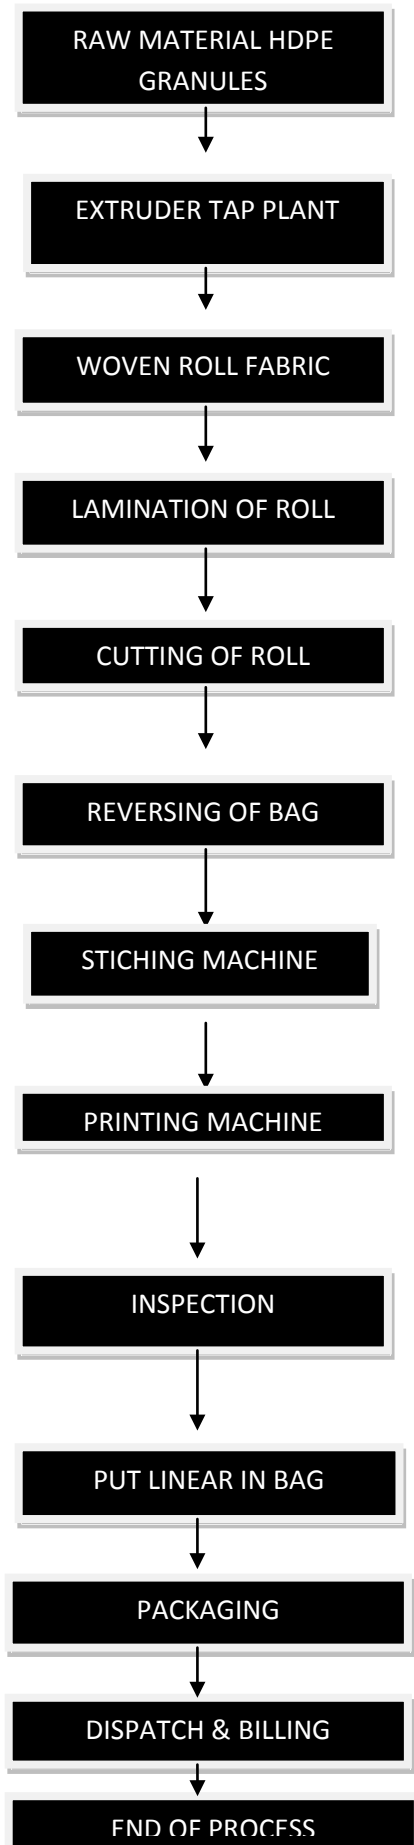 RAW MATERIAL HDPE
GRANULES
EXTRUDER TAP PLANT
WOVEN ROLL FABRIC
LAMINATION OF ROLL
CUTTING OF ROLL
REVERSING OF BAG
STICHING MACHINE
PRINTING MACHINE
INSPECTION
PUT LINEAR IN BAG
PACKAGING
DISPATCH & BILLING
END OF PROCESS